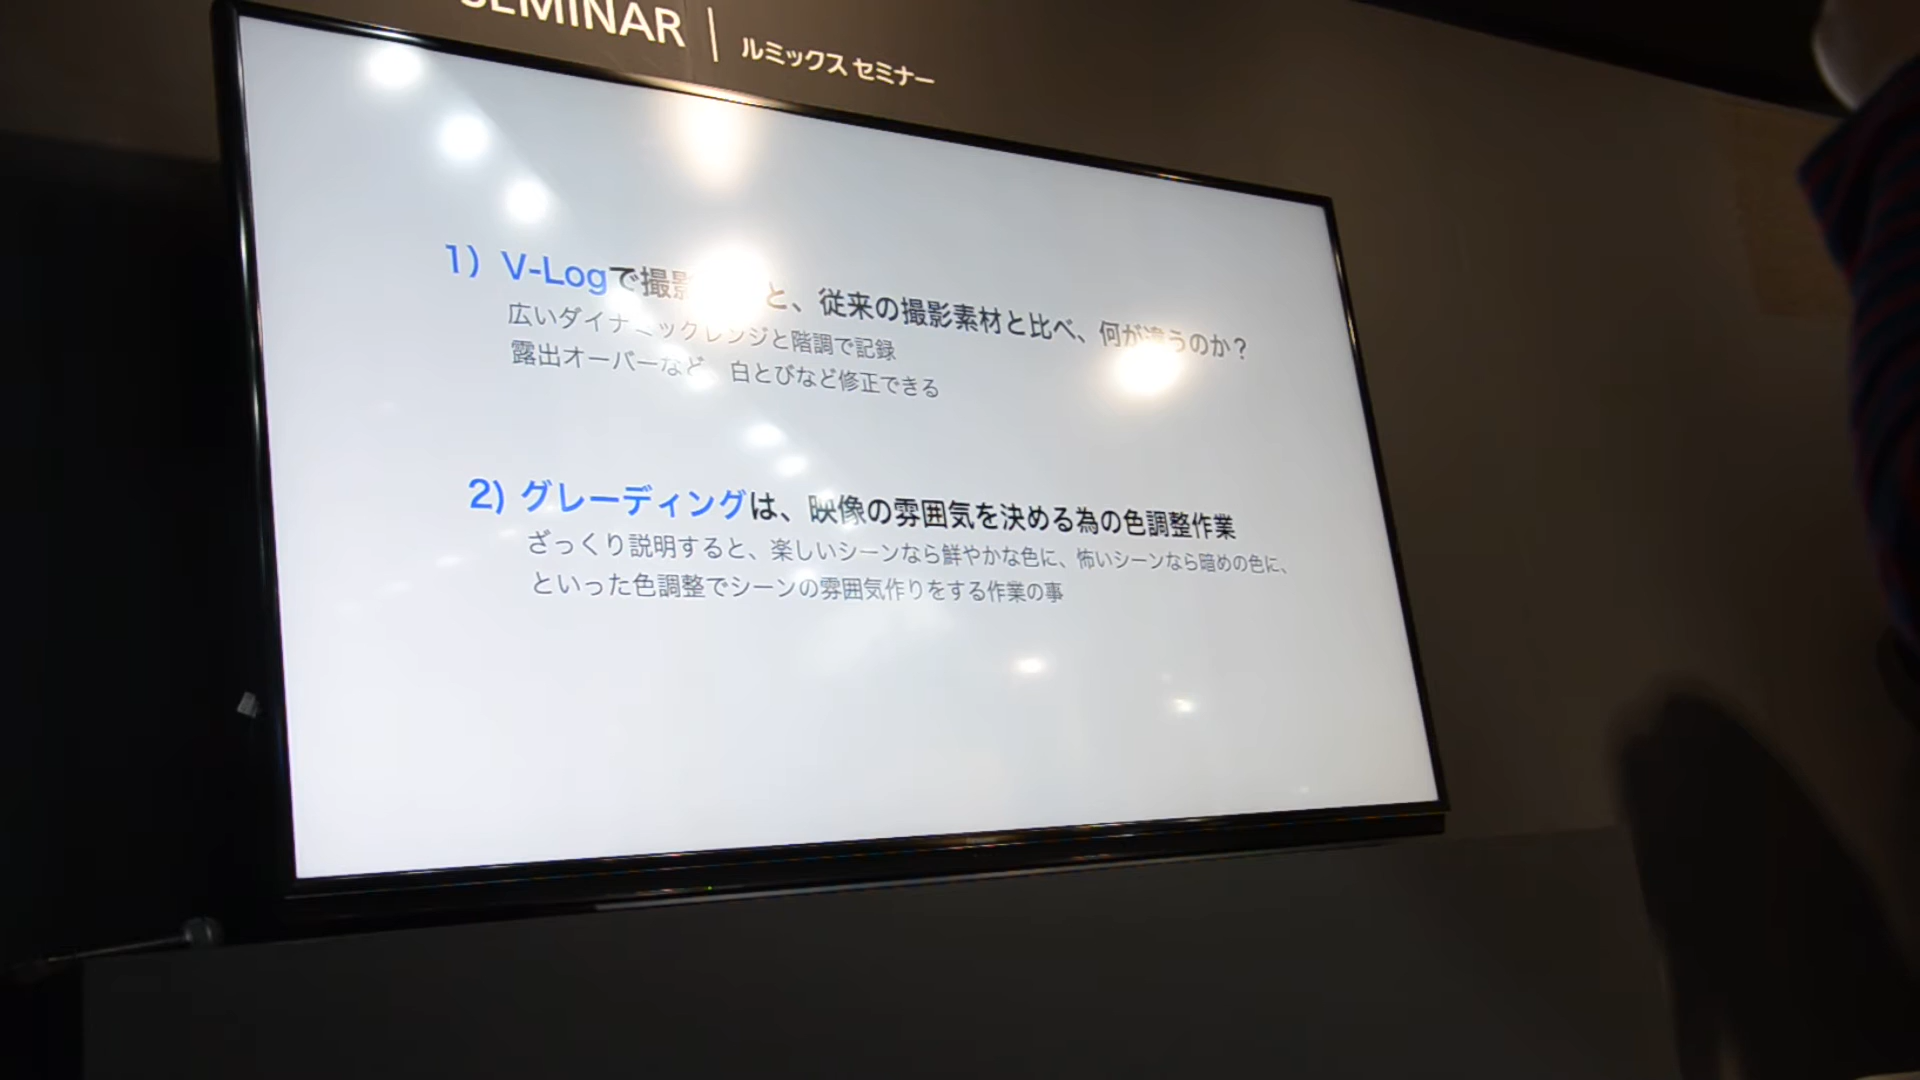 SEMINAR | ルミックス セミナー
1) V-Logで撮影 と、従来の撮影素材と比べ、何が違うのか？
広いダイナミックレンジと階調で記録
露出オーバーなど、白とびなど修正できる
2) グレーディングは、映像の雰囲気を決める為の色調整作業
ざっくり説明すると、楽しいシーンなら鮮やかな色に、怖いシーンなら暗めの色に、
といった色調整でシーンの雰囲気作りをする作業の事